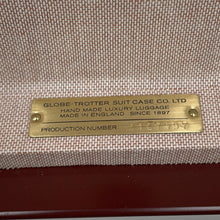 GLOBE-TROTTER SUIT CASE CO. LTD
HAND MADE LUXURY LUGGAGE
MADE IN ENGLAND SINCE 1897
PRODUCTION NUMBER